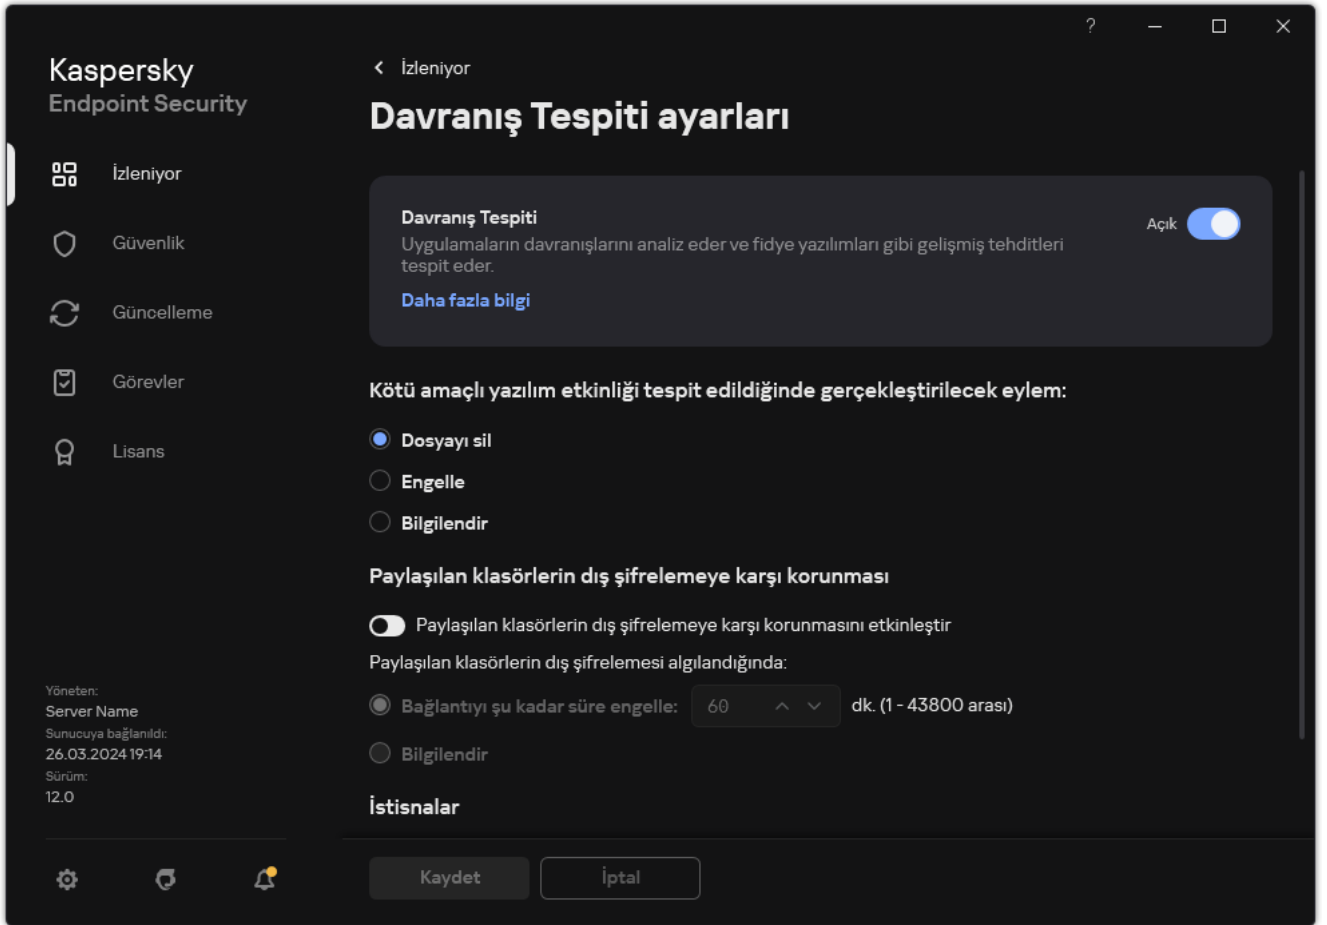 Kaspersky
Endpoint Security
İzleniyor
Güvenlik
Güncelleme
Görevler
Lisans
Yöneten:
Server Name
Sunucuya bağlanıldı:
26.03.2024 19:14
Sürüm:
12.0
?
İzleniyor
Davranış Tespiti ayarları
Davranış Tespiti
Açık
Uygulamaların davranışlarını analiz eder ve fidye yazılımları gibi gelişmiş tehditleri
tespit eder.
Daha fazla bilgi
Kötü amaçlı yazılım etkinliği tespit edildiğinde gerçekleştirilecek eylem:
Dosyayı sil
Engelle
Bilgilendir
Paylaşılan klasörlerin dış şifrelemeye karşı korunması
Paylaşılan klasörlerin dış şifrelemeye karşı korunmasını etkinleştir
Paylaşılan klasörlerin dış şifrelemesi algılandığında:
Bağlantıyı şu kadar süre engelle: 60 dk. (1 - 43800 arası)
Bilgilendir
İstisnalar
Kaydet İptal